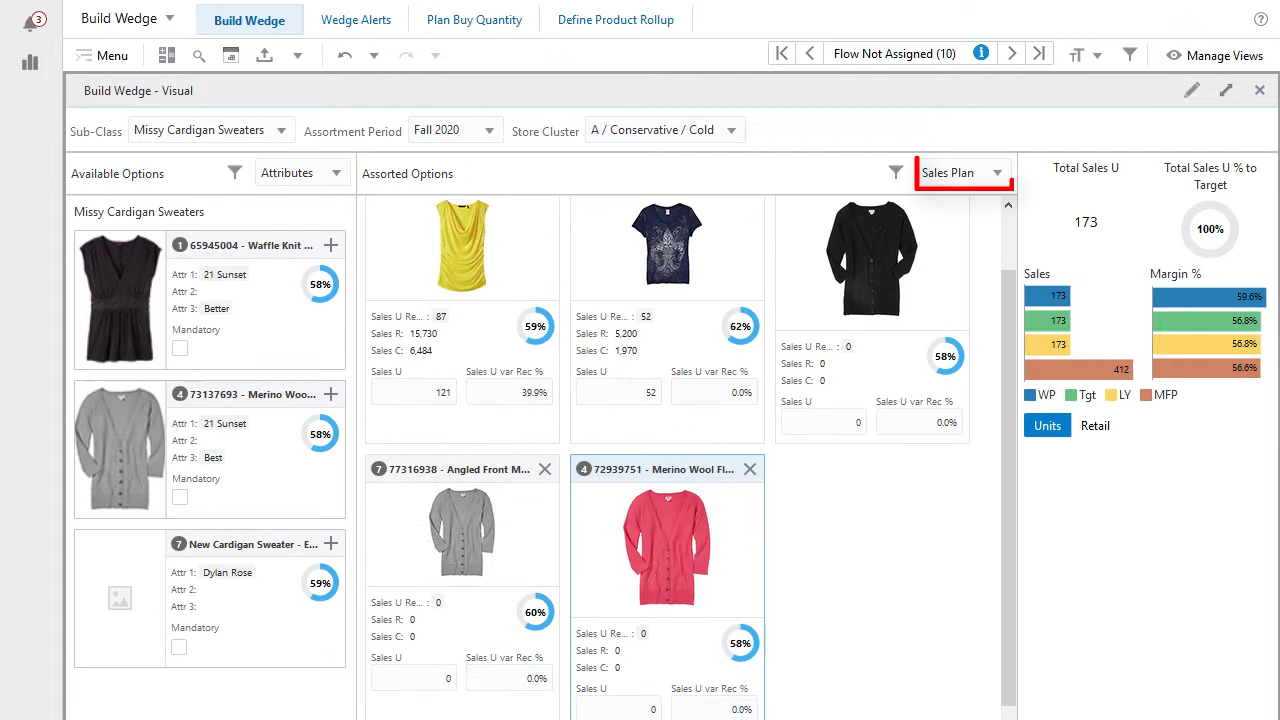 3
Build Wedge
Build Wedge
Wedge Alerts
Plan Buy Quantity
Define Product Rollup
?
Menu
Flow Not Assigned (10)
i
TT
Manage Views
Build Wedge - Visual
Sub-Class
Missy Cardigan Sweaters
Assortment Period
Fall 2020
Store Cluster
A / Conservative / Cold
Available Options
Attributes
Assorted Options
Sales Plan
Missy Cardigan Sweaters
1 65945004 - Waffle Knit ...
Attr 1: 21 Sunset
Attr 2:
Attr 3: Better
58%
Mandatory
4 73137693 - Merino Woo...
Attr 1: 21 Sunset
Attr 2:
Attr 3: Best
58%
Mandatory
7 New Cardigan Sweater - E...
Attr 1: Dylan Rose
Attr 2:
Attr 3:
59%
Mandatory
Sales U Re... : 87
Sales R: 15,730
Sales C: 6,484
59%
Sales U Sales U var Rec %
121 39.9%
Sales U Re... : 52
Sales R: 5,200
Sales C: 1,970
62%
Sales U Sales U var Rec %
52 0.0%
Sales U Re... : 0
Sales R: 0
Sales C: 0
58%
Sales U Sales U var Rec %
0 0.0%
7 77316938 - Angled Front M...
Sales U Re... : 0
Sales R: 0
Sales C: 0
60%
Sales U Sales U var Rec %
0 0.0%
4 72939751 - Merino Wool Fl...
Sales U Re... : 0
Sales R: 0
Sales C: 0
58%
Sales U Sales U var Rec %
0 0.0%
Total Sales U
173
Total Sales U % to
Target
100%
Sales
173
173
173
412
Margin %
59.6%
56.8%
56.8%
56.6%
WP Tgt LY MFP
Units Retail